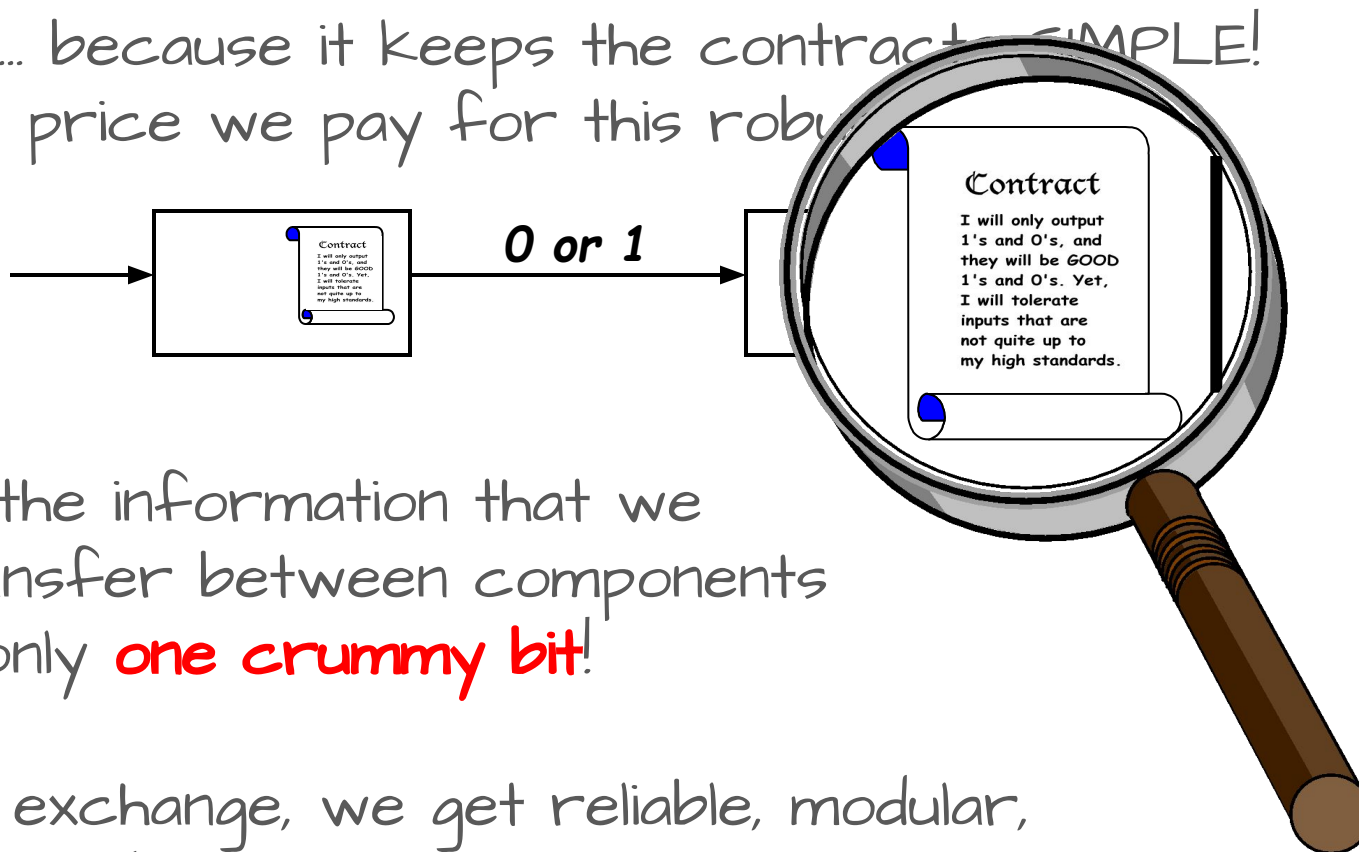 ... because it keeps the contracts SIMPLE!
price we pay for this robu
0 or 1
Contract
I will only output
1's and 0's, and
they will be GOOD
1's and 0's. Yet,
I will tolerate
inputs that are
not quite up to
my high standards.
Contract
I will only output
1's and 0's, and
they will be GOOD
1's and 0's. Yet,
I will tolerate
inputs that are
not quite up to
my high standards.
the information that we
nsfer between components
only one crummy bit!
exchange, we get reliable, modular,